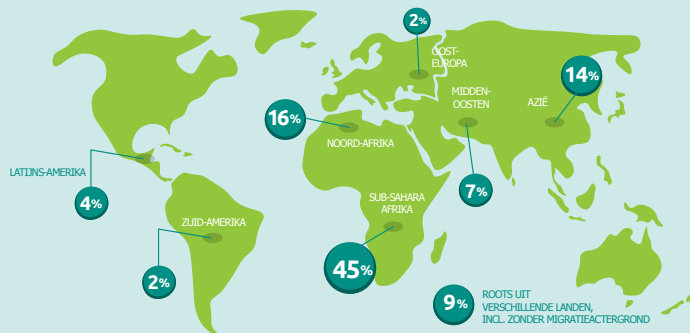 2%
OOST-
EUROPA
14%
MIDDEN-
OOSTEN
AZIË
16%
NOORD-AFRIKA
LATIJNS-AMERIKA
7%
4%
SUB-SAHARA
AFRIKA
ZUID-AMERIKA
45%
2%
9%
ROOTS UIT
VERSCHILLENDE LANDEN,
INCL. ZONDER MIGRATIEACTERGROND